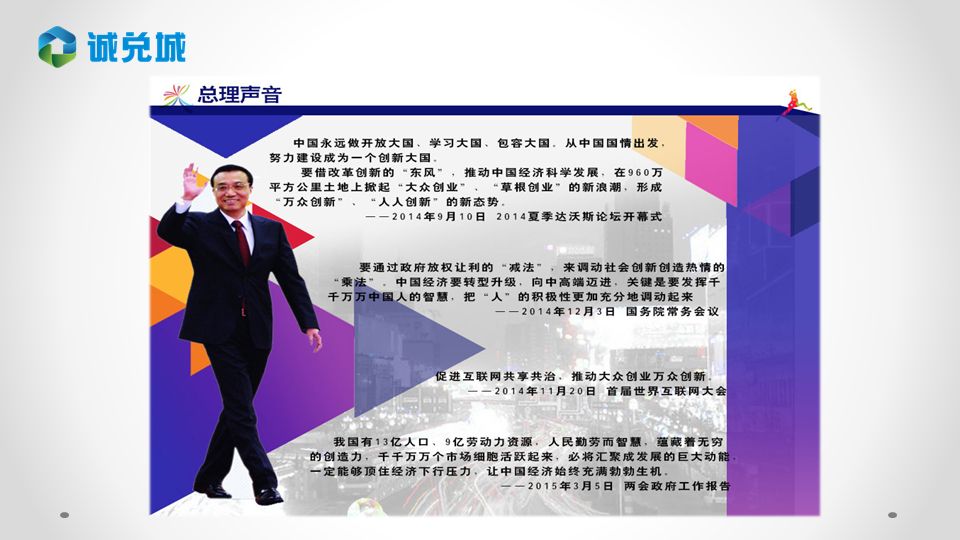 诚兑城
总理声音
中国永远做开放大国、学习大国、包容大国。从中国国情出发，
努力建设成为一个创新大国。
要借改革创新的“东风”，推动中国经济科学发展，在960万
平方公里土地上掀起“大众创业”、“草根创业”的新浪潮，形成
“万众创新”、“人人创新”的新态势。
——2014年9月10日 2014夏季达沃斯论坛开幕式
要通过政府放权让利的“减法”，来调动社会创新创造热情的
“乘法”。中国经济要转型升级，向中高端迈进，关键是要发挥千
千万万中国人的智慧，把“人”的积极性更加充分地调动起来
——2014年12月3日 国务院常务会议
促进互联网共享共治，推动大众创业万众创新。
——2014年11月20日 首届世界互联网大会
我国有13亿人口、9亿劳动力资源，人民勤劳而智慧，蕴藏着无穷
的创造力，千千万万个市场细胞活跃起来，必将汇聚成发展的巨大动能，
一定能够顶住经济下行压力，让中国经济始终充满勃勃生机。
——2015年3月5日 两会政府工作报告